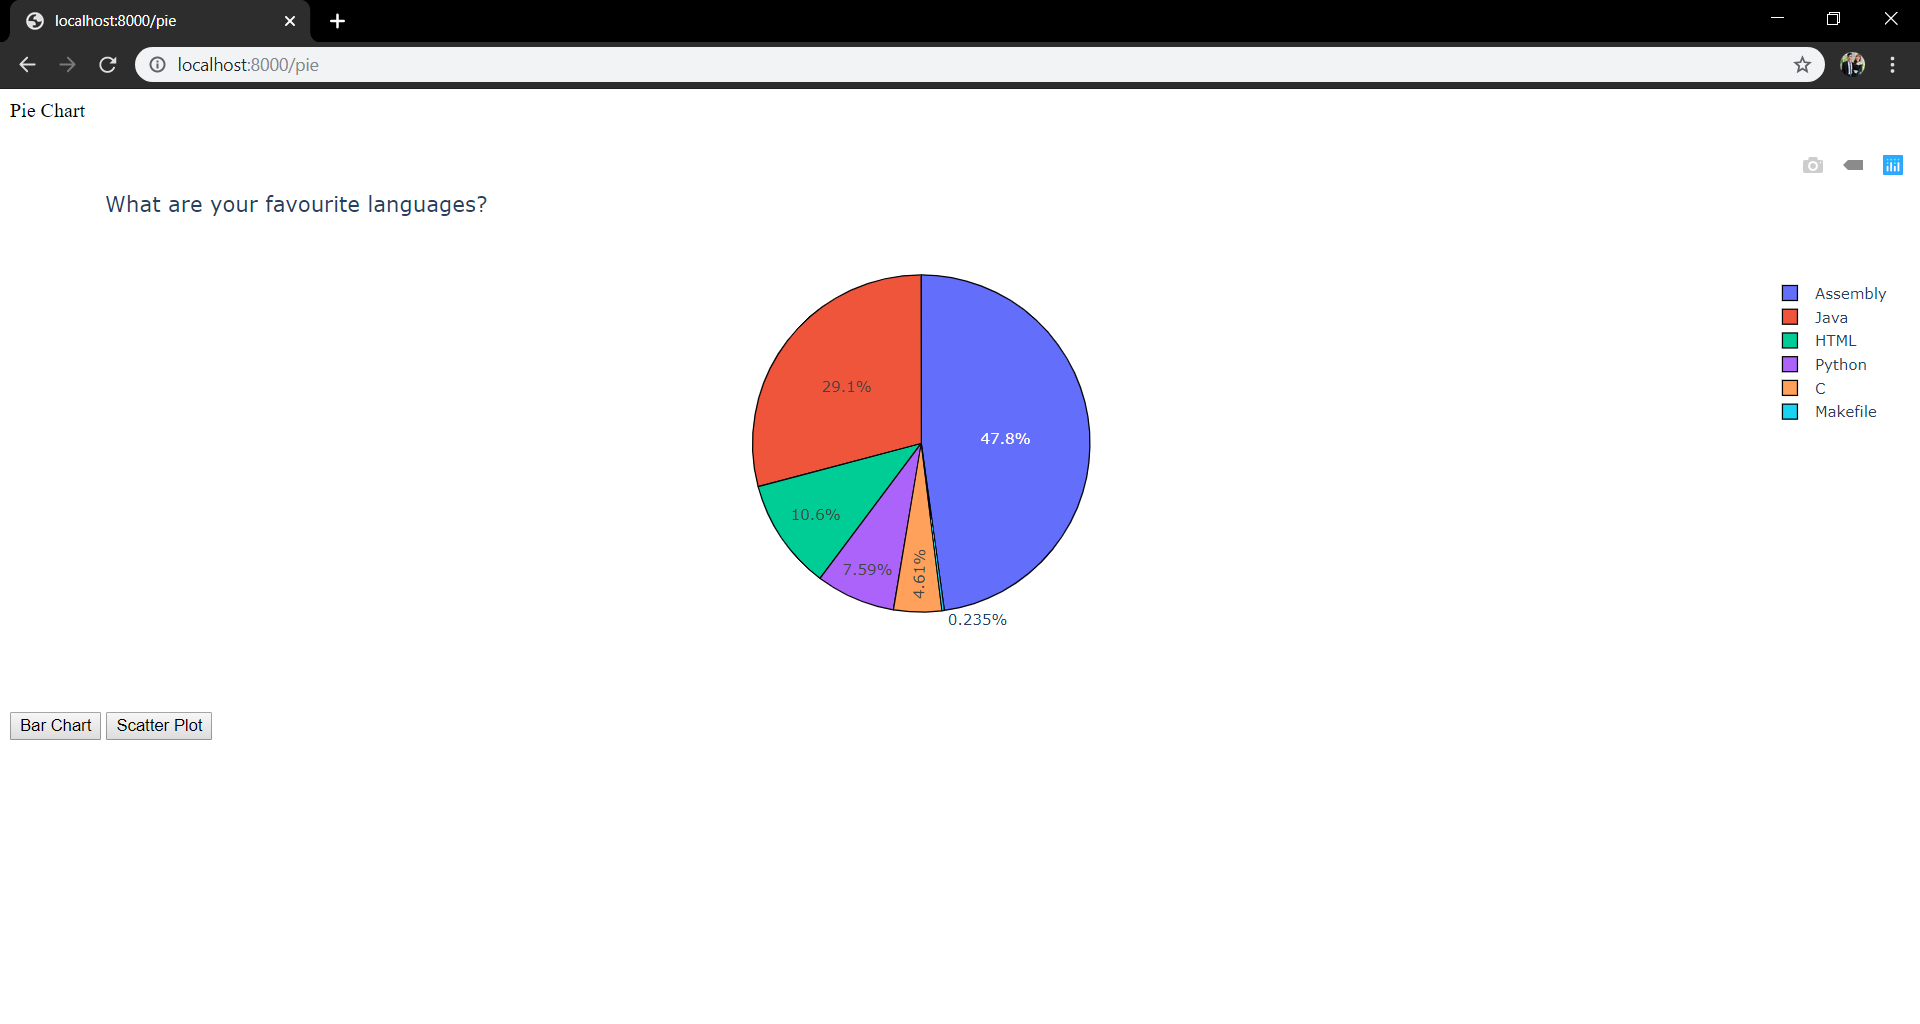 localhost:8000/pie
localhost:8000/pie
Pie Chart
What are your favourite languages?
Assembly
Java
HTML
Python
C
Makefile
29.1%
47.8%
10.6%
7.59%
4.61%
0.235%
Bar Chart Scatter Plot